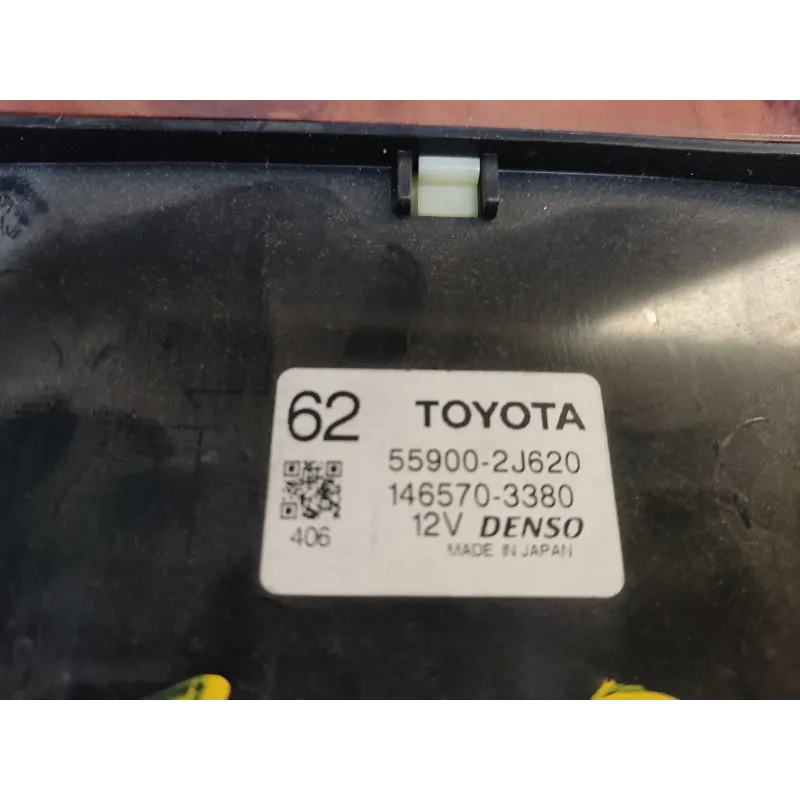 62 TOYOTA
55900-2J620
146570-3380
406
12V DENSO
MADE IN JAPAN